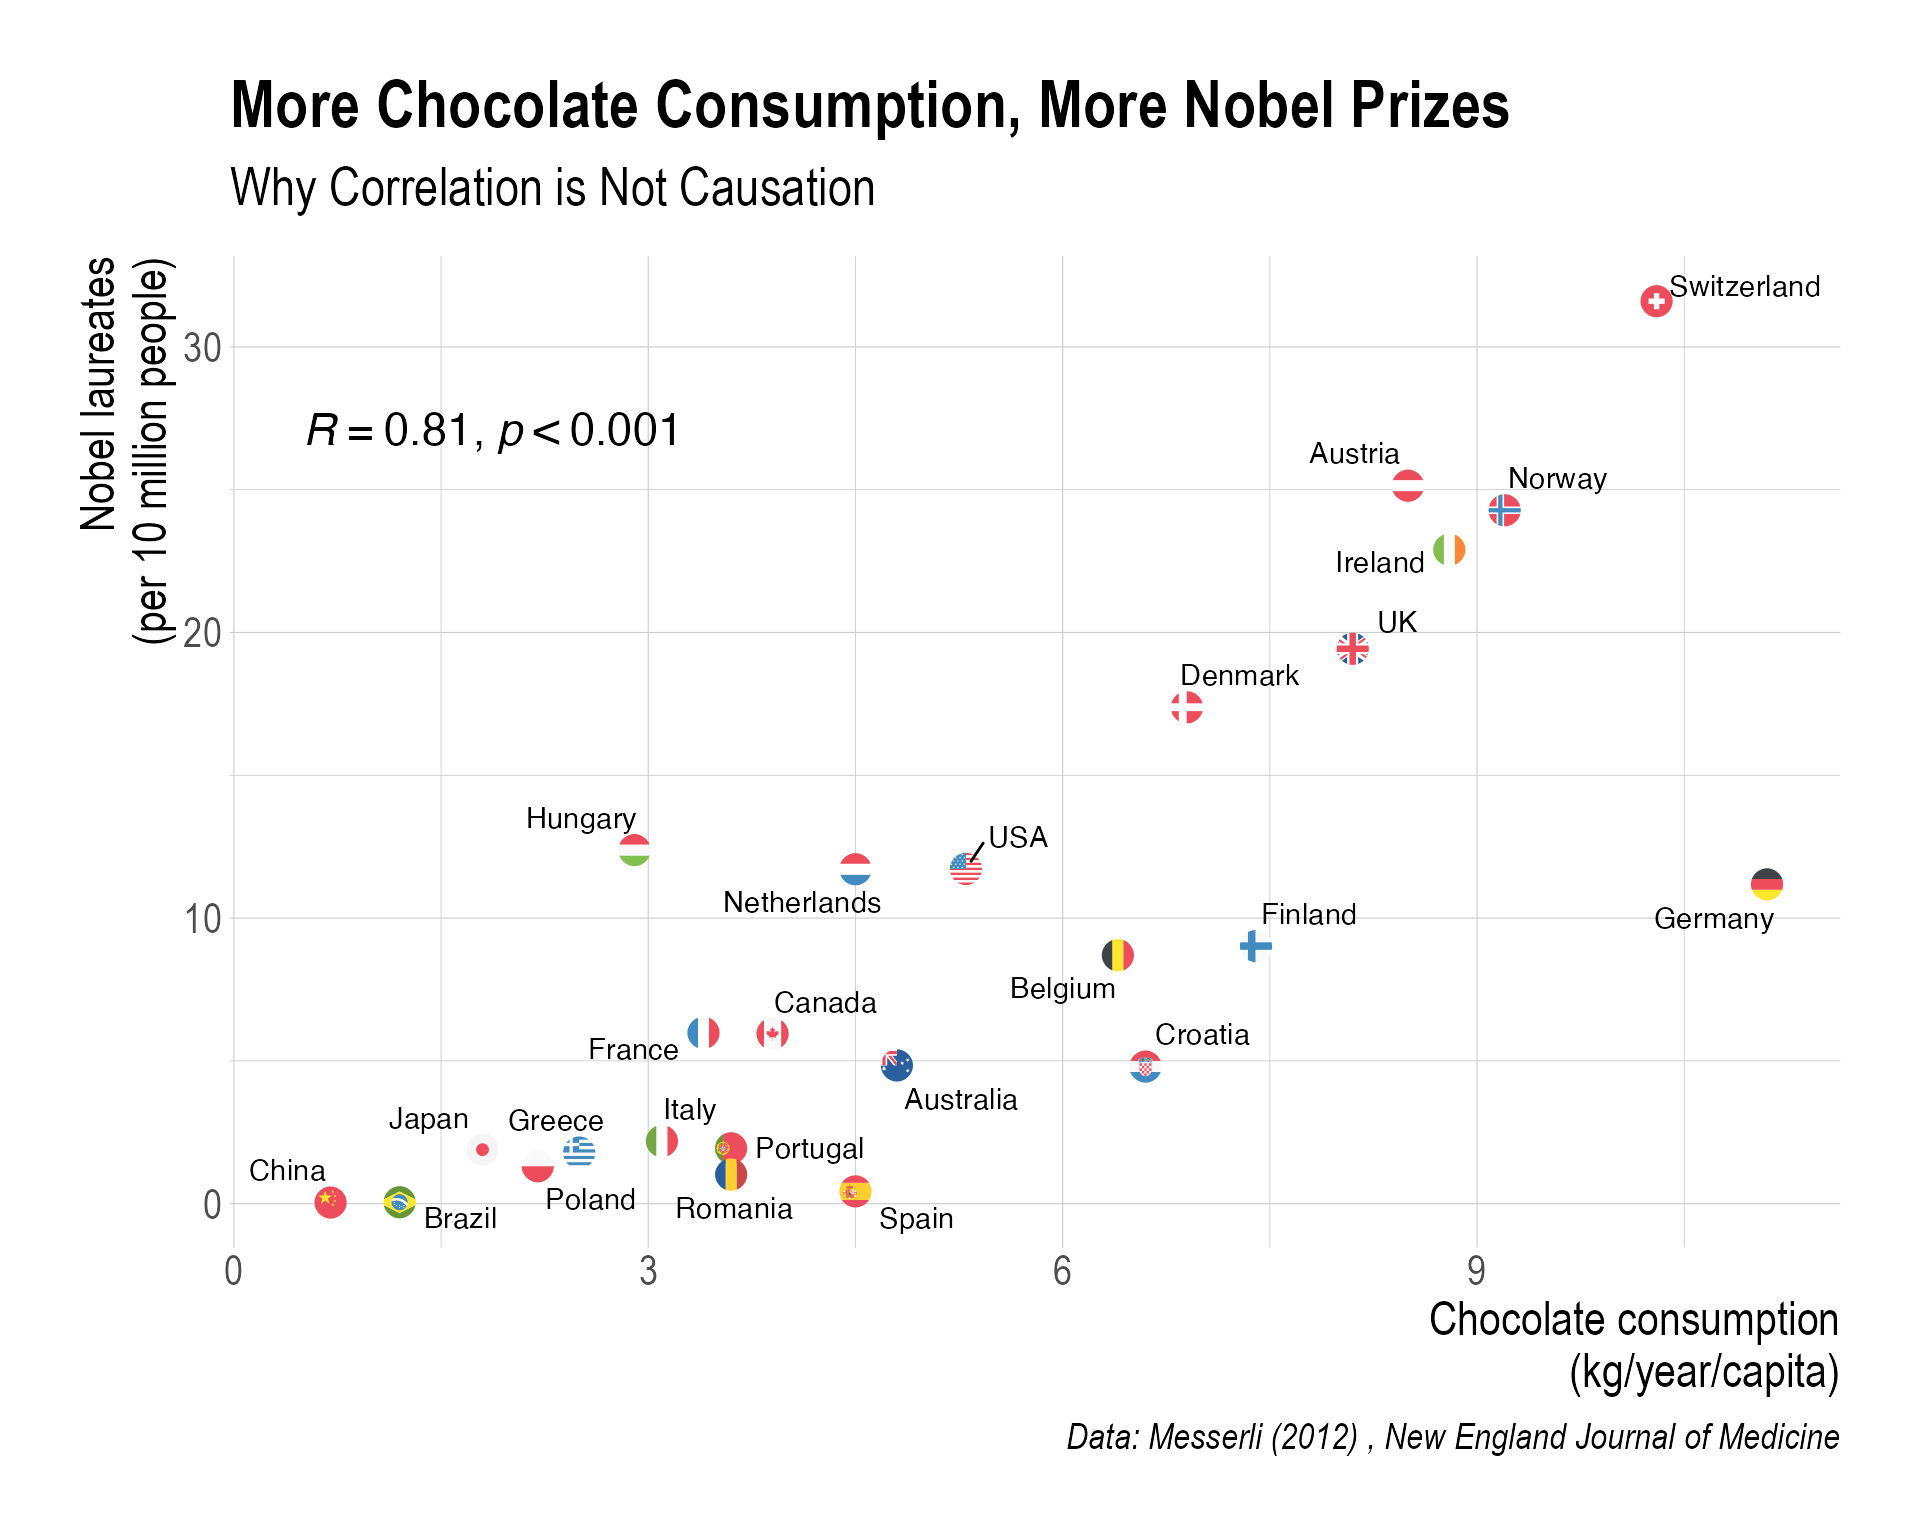 More Chocolate Consumption, More Nobel Prizes
Why Correlation is Not Causation
Nobel laureates
(per 10 million people)
30
20
10
0
R = 0.81, p < 0.001
Switzerland
Austria
Norway
Ireland
UK
Denmark
Hungary
USA
Netherlands
Germany
Finland
Belgium
Canada
France
Croatia
Australia
Italy
Japan
Greece
Portugal
China
Poland
Romania
Brazil
Spain
0
3
6
9
Chocolate consumption
(kg/year/capita)
Data: Messerli (2012) , New England Journal of Medicine